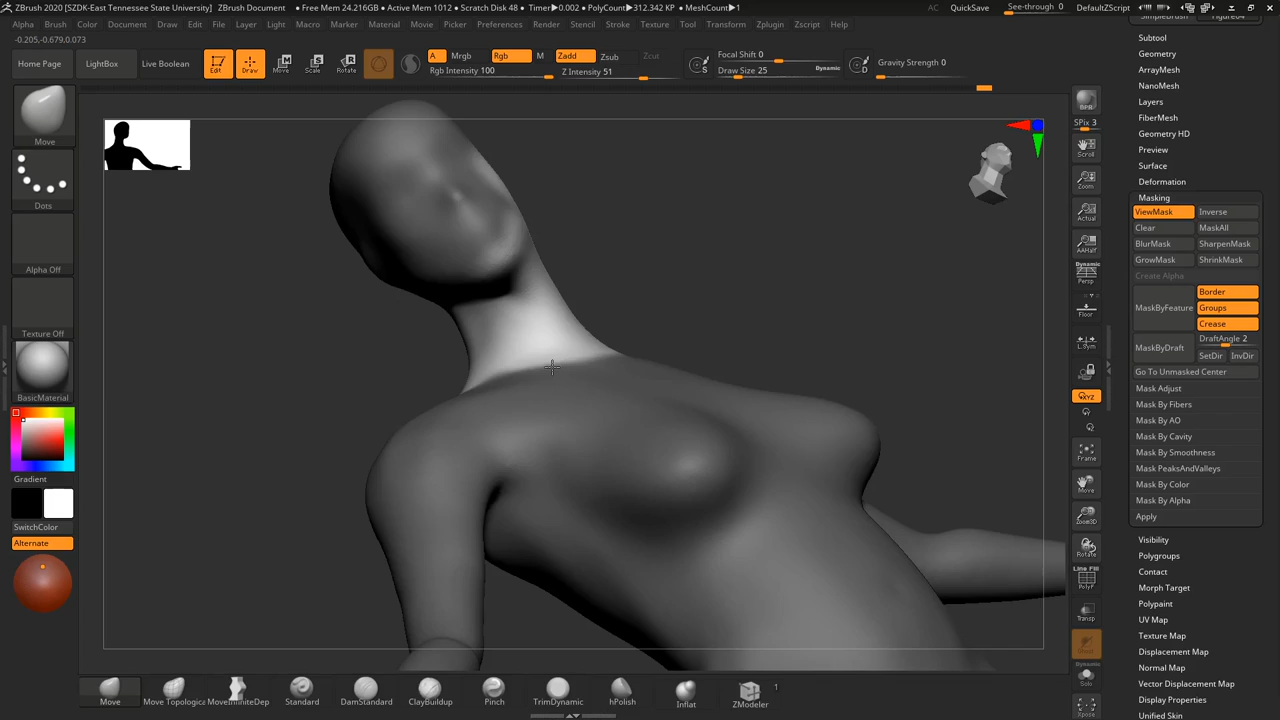 ZBrush 2020 [SZDK-East Tennessee State University] ZBrush Document • Free Mem 24.216GB • Active Mem 1012 • Scratch Disk 48 • Timer▶0.002 • PolyCount▶312.342 KP • MeshCount▶1 AC QuickSave See-through 0 Menus DefaultZScript
Alpha Brush Color Document Draw Edit File Layer Light Macro Marker Material Movie Picker Preferences Render Stencil Stroke Texture Tool Transform Zplugin Zscript Help
-0.205,-0.679,0.073
Home Page LightBox Live Boolean Edit Draw Move Scale Rotate
A Mrgb Rgb M Zadd Zsub Zcut
Rgb Intensity 100 Z Intensity 51
Focal Shift 0
Draw Size 25 Dynamic
Gravity Strength 0
S
D
Move
Dots
Alpha Off
Texture Off
BasicMaterial
Gradient
SwitchColor
Alternate
BPR
SPix 3
Scroll
Zoom
Actual
AAHalf
Dynamic
Persp
Floor
L.Sym
XYZ
Frame
Move
Zoom3D
Rotate
Line Fill
PolyF
Transp
Dynamic
Solo
Xpose
SimpleBrush
Subtool
Geometry
ArrayMesh
NanoMesh
Layers
FiberMesh
Geometry HD
Preview
Surface
Deformation
Masking
ViewMask Inverse
Clear MaskAll
BlurMask SharpenMask
GrowMask ShrinkMask
Create Alpha
MaskByFeature Border
Groups
Crease
MaskByDraft DraftAngle 2
SetDir InvDir
Go To Unmasked Center
Mask Adjust
Mask By Fibers
Mask By AO
Mask By Cavity
Mask By Smoothness
Mask PeaksAndValleys
Mask By Color
Mask By Alpha
Apply
Visibility
Polygroups
Contact
Morph Target
Polypaint
UV Map
Texture Map
Displacement Map
Normal Map
Vector Displacement Map
Display Properties
Unified Skin
Move Move Topologic MoveInfiniteDep Standard DamStandard ClayBuildup Pinch TrimDynamic hPolish Inflat ZModeler
1